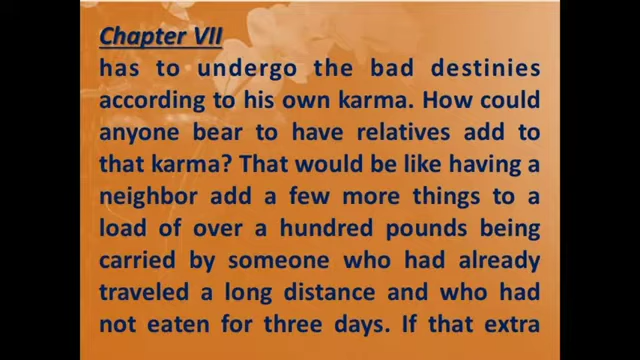 Chapter VII
has to undergo the bad destinies
according to his own karma. How could
anyone bear to have relatives add to
that karma? That would be like having a
neighbor add a few more things to a
load of over a hundred pounds being
carried by someone who had already
traveled a long distance and who had
not eaten for three days. If that extra